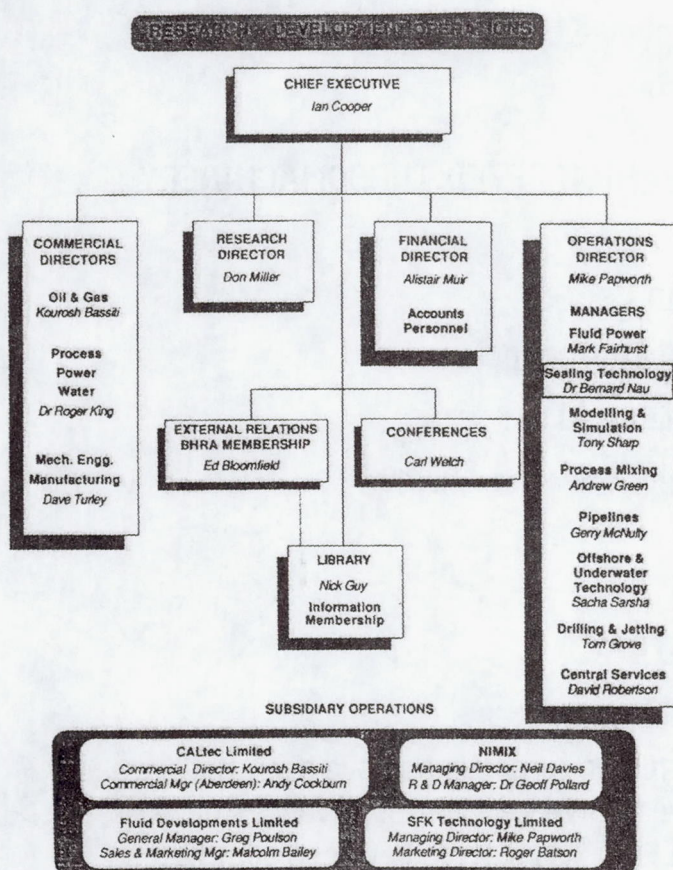 RESEARCH & DEVELOPMENT OPERATIONS
CHIEF EXECUTIVE
Ian Cooper
COMMERCIAL
DIRECTORS
Oil & Gas
Kourosh Bassiti
Process
Power
Water
Dr Roger King
Mech. Engg.
Manufacturing
Dave Turley
RESEARCH
DIRECTOR
Don Miller
FINANCIAL
DIRECTOR
Alistair Muir
Accounts
Personnel
OPERATIONS
DIRECTOR
Mike Papworth
MANAGERS
Fluid Power
Mark Fairhurst
Sealing Technology
Dr Bernard Nau
Modelling &
Simulation
Tony Sharp
Process Mixing
Andrew Green
Pipelines
Gerry McNulty
Offshore &
Underwater
Technology
Sacha Sarsha
Drilling & Jetting
Tom Grove
Central Services
David Robertson
EXTERNAL RELATIONS
BHRA MEMBERSHIP
Ed Bloomfield
CONFERENCES
Carl Welch
LIBRARY
Nick Guy
Information
Membership
SUBSIDIARY OPERATIONS
CALtec Limited
Commercial Director: Kourosh Bassiti
Commercial Mgr (Aberdeen): Andy Cockburn
NIMIX
Managing Director: Neil Davies
R & D Manager: Dr Geoff Pollard
Fluid Developments Limited
General Manager: Greg Poulson
Sales & Marketing Mgr: Malcolm Bailey
SFK Technology Limited
Managing Director: Mike Papworth
Marketing Director: Roger Batson